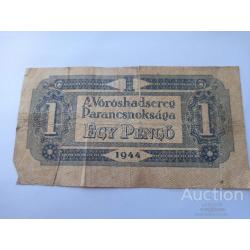 1
A Vöröshadsereg
Parancsnoksága
1 EGY PENGŐ 1
1944
Auction